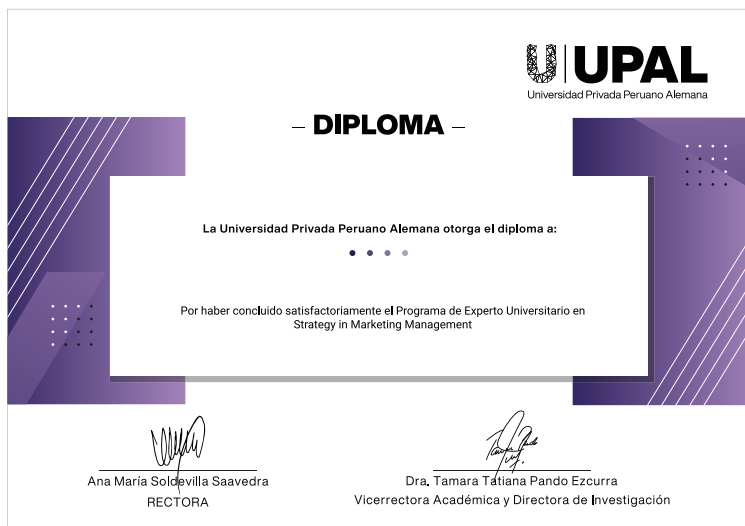 UPAL
Universidad Privada Peruano Alemana
– DIPLOMA –
La Universidad Privada Peruano Alemana otorga el diploma a:
Por haber concluido satisfactoriamente el Programa de Experto Universitario en
Strategy in Marketing Management
Ana María Soldevilla Saavedra
RECTORA
Dra. Tamara Tatiana Pando Ezcurra
Vicerrectora Académica y Directora de Investigación